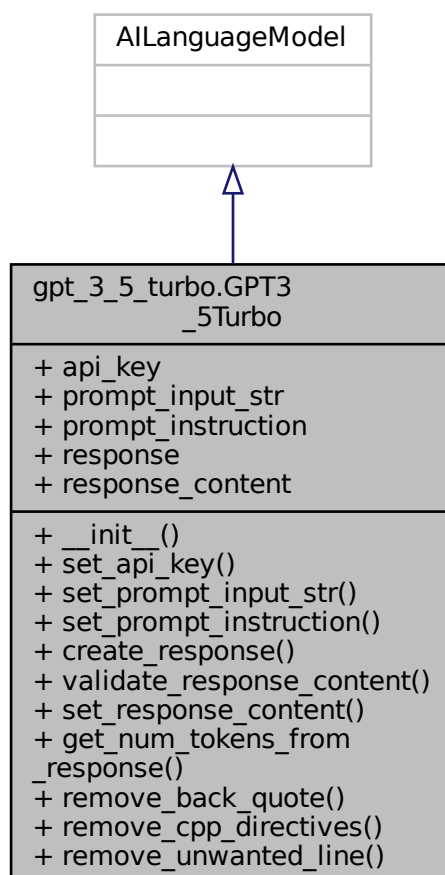 AILanguageModel
gpt_3_5_turbo.GPT3
_5Turbo
+ api_key
+ prompt_input_str
+ prompt_instruction
+ response
+ response_content
+ __init__()
+ set_api_key()
+ set_prompt_input_str()
+ set_prompt_instruction()
+ create_response()
+ validate_response_content()
+ set_response_content()
+ get_num_tokens_from
_response()
+ remove_back_quote()
+ remove_cpp_directives()
+ remove_unwanted_line()